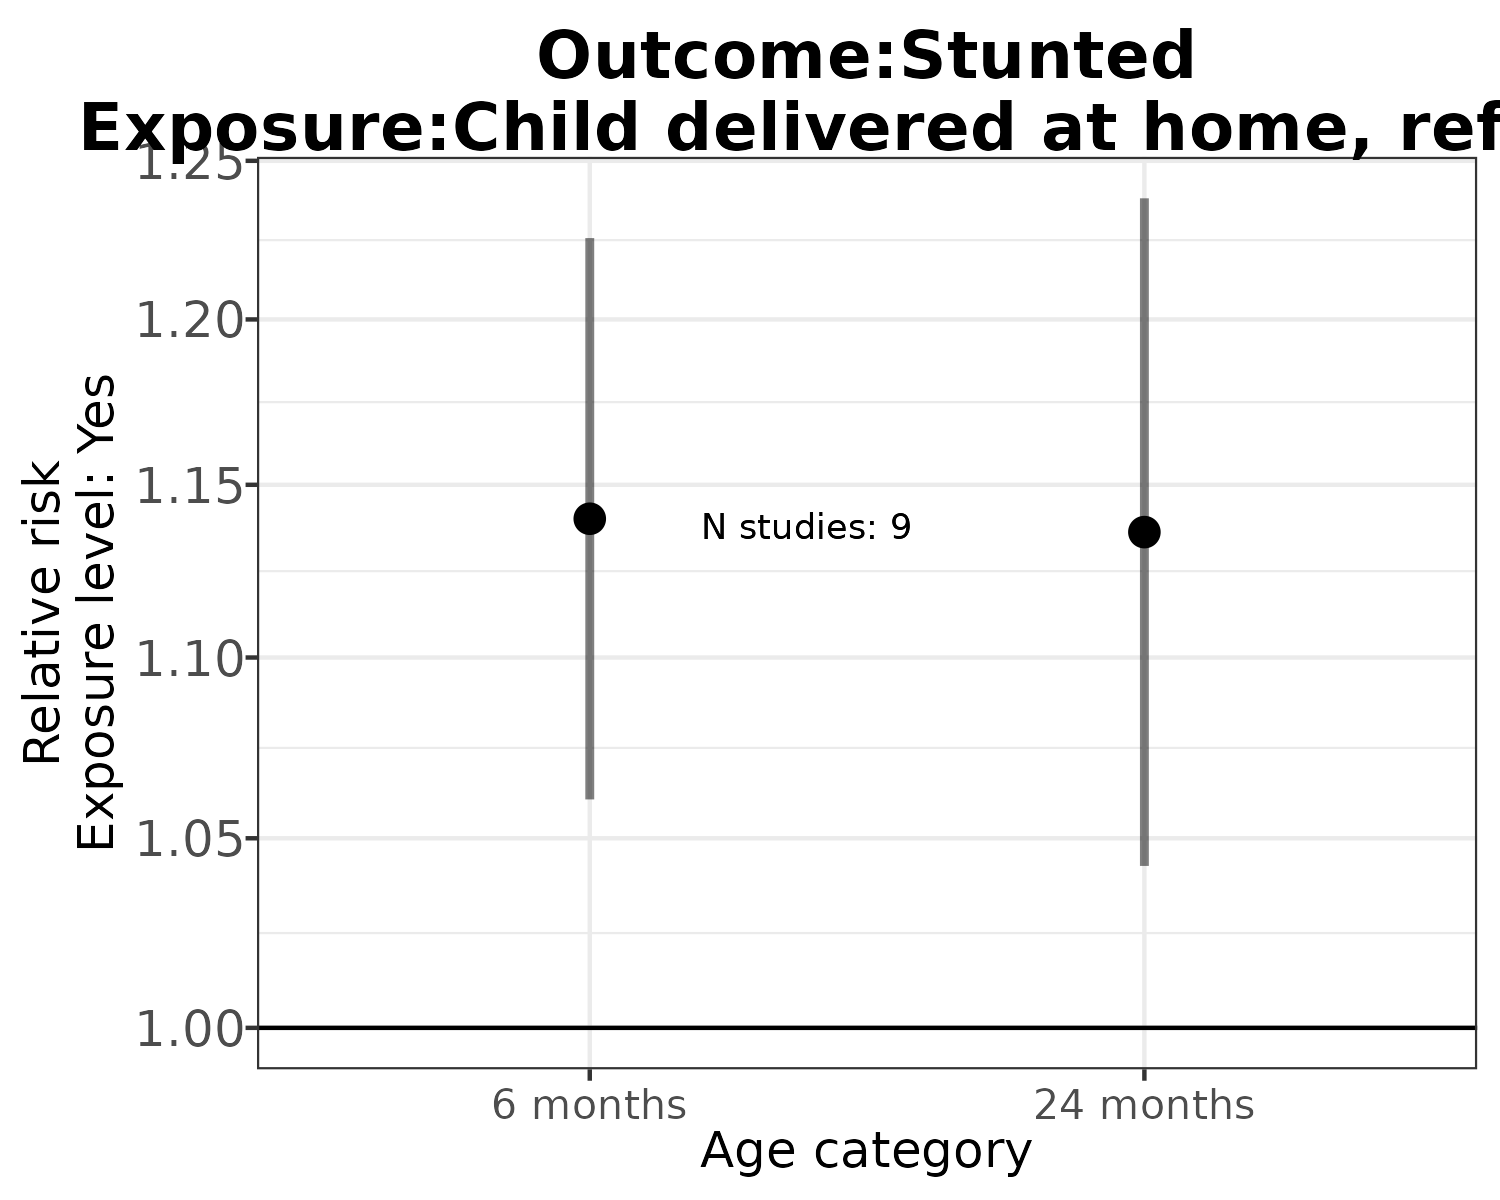 Outcome:Stunted
Exposure:Child delivered at home, ref
1.25
1.20
1.15
1.10
1.05
1.00
Relative risk
Exposure level: Yes
N studies: 9
6 months
24 months
Age category